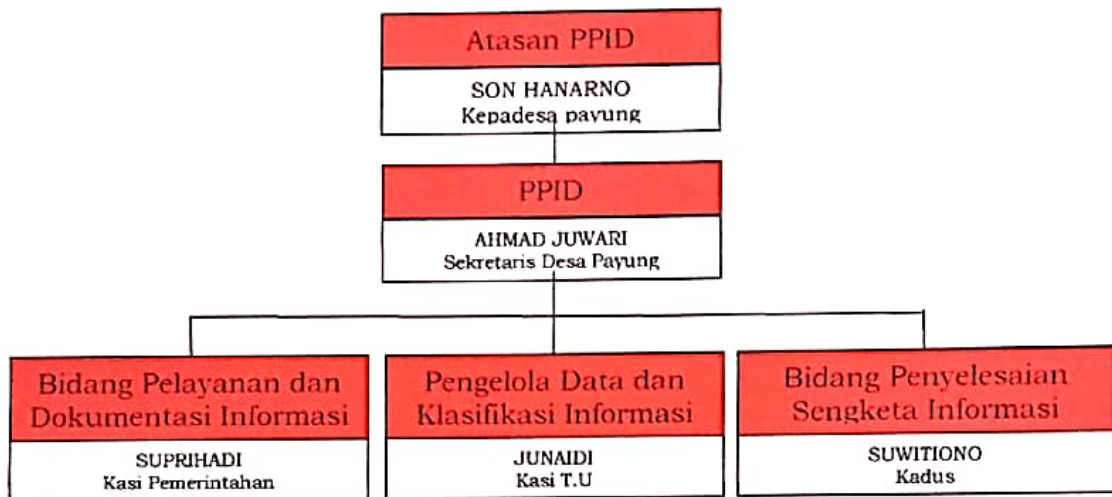 Atasan PPID
SON HANARNO
Kepadesa payung
PPID
AHMAD JUWARI
Sekretaris Desa Payung
Bidang Pelayanan dan
Dokumentasi Informasi
SUPRIHADI
Kasi Pemerintahan
Pengelola Data dan
Klasifikasi Informasi
JUNAIDI
Kasi T.U
Bidang Penyelesaian
Sengketa Informasi
SUWITIONO
Kadus